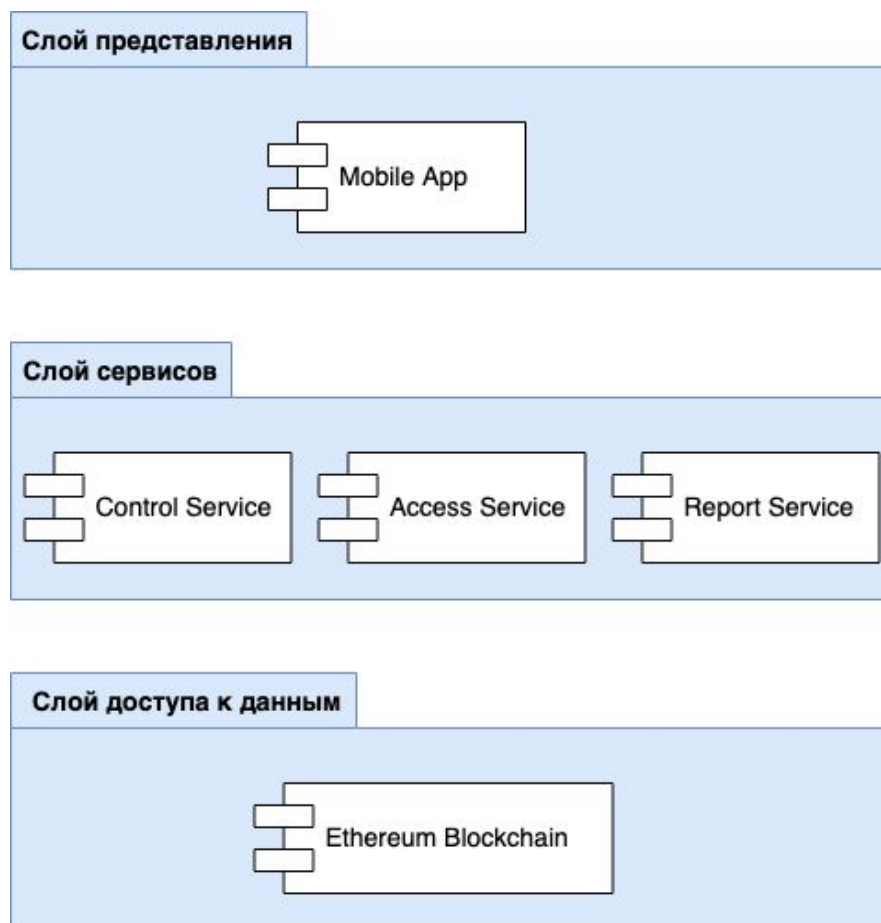 Слой представления
Mobile App
Слой сервисов
Control Service
Access Service
Report Service
Слой доступа к данным
Ethereum Blockchain